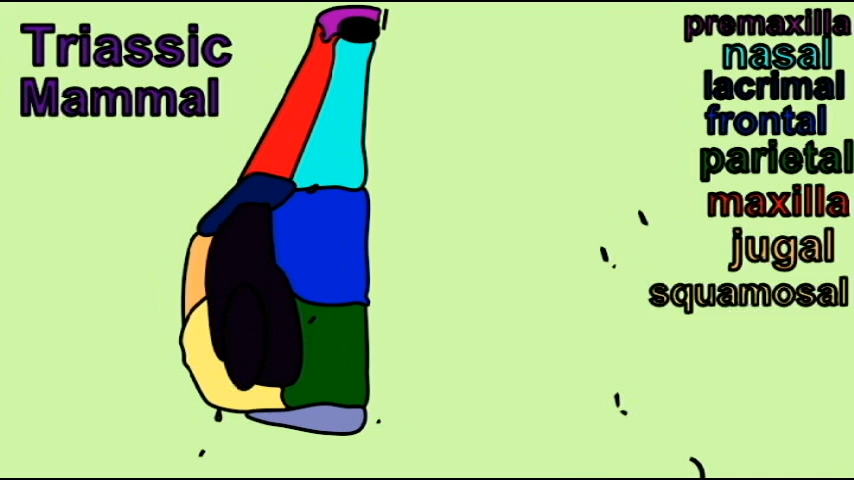 Triassic
Mammal
premaxilla
nasal
lacrimal
frontal
parietal
maxilla
jugal
squamosal